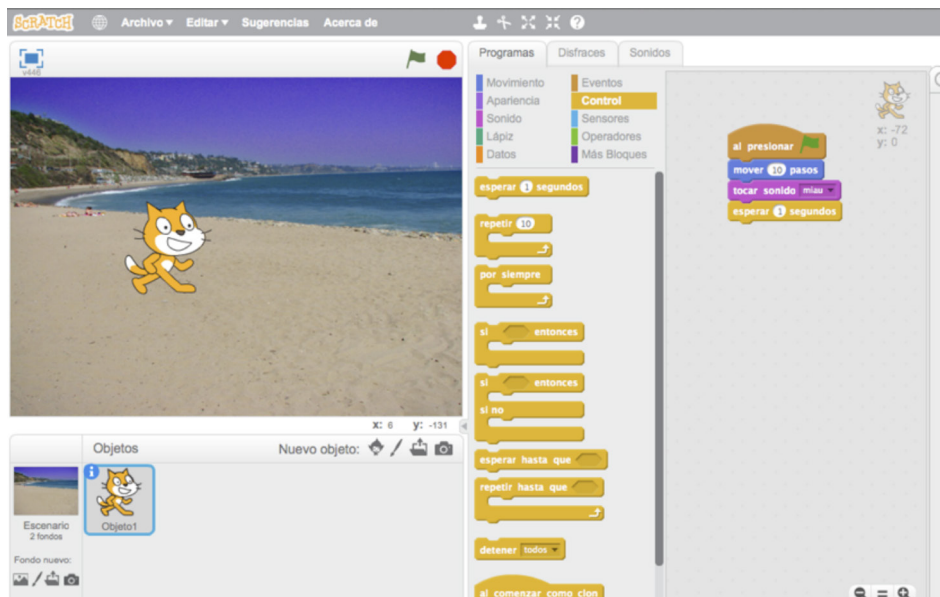 SCRATCH Archivo Editar Sugerencias Acerca de
v446
Programas Disfraces Sonidos
Movimiento Eventos
Apariencia Control
Sonido Sensores
Lápiz Operadores
Datos Más Bloques
esperar 1 segundos
repetir 10
por siempre
si entonces
si entonces
si no
esperar hasta que
repetir hasta que
detener todos
al comenzar como clon
x: -72
y: 0
al presionar
mover 10 pasos
tocar sonido miau
esperar 1 segundos
x: 6 y: -131
Objetos Nuevo objeto:
Escenario
2 fondos
Objeto1
Fondo nuevo: